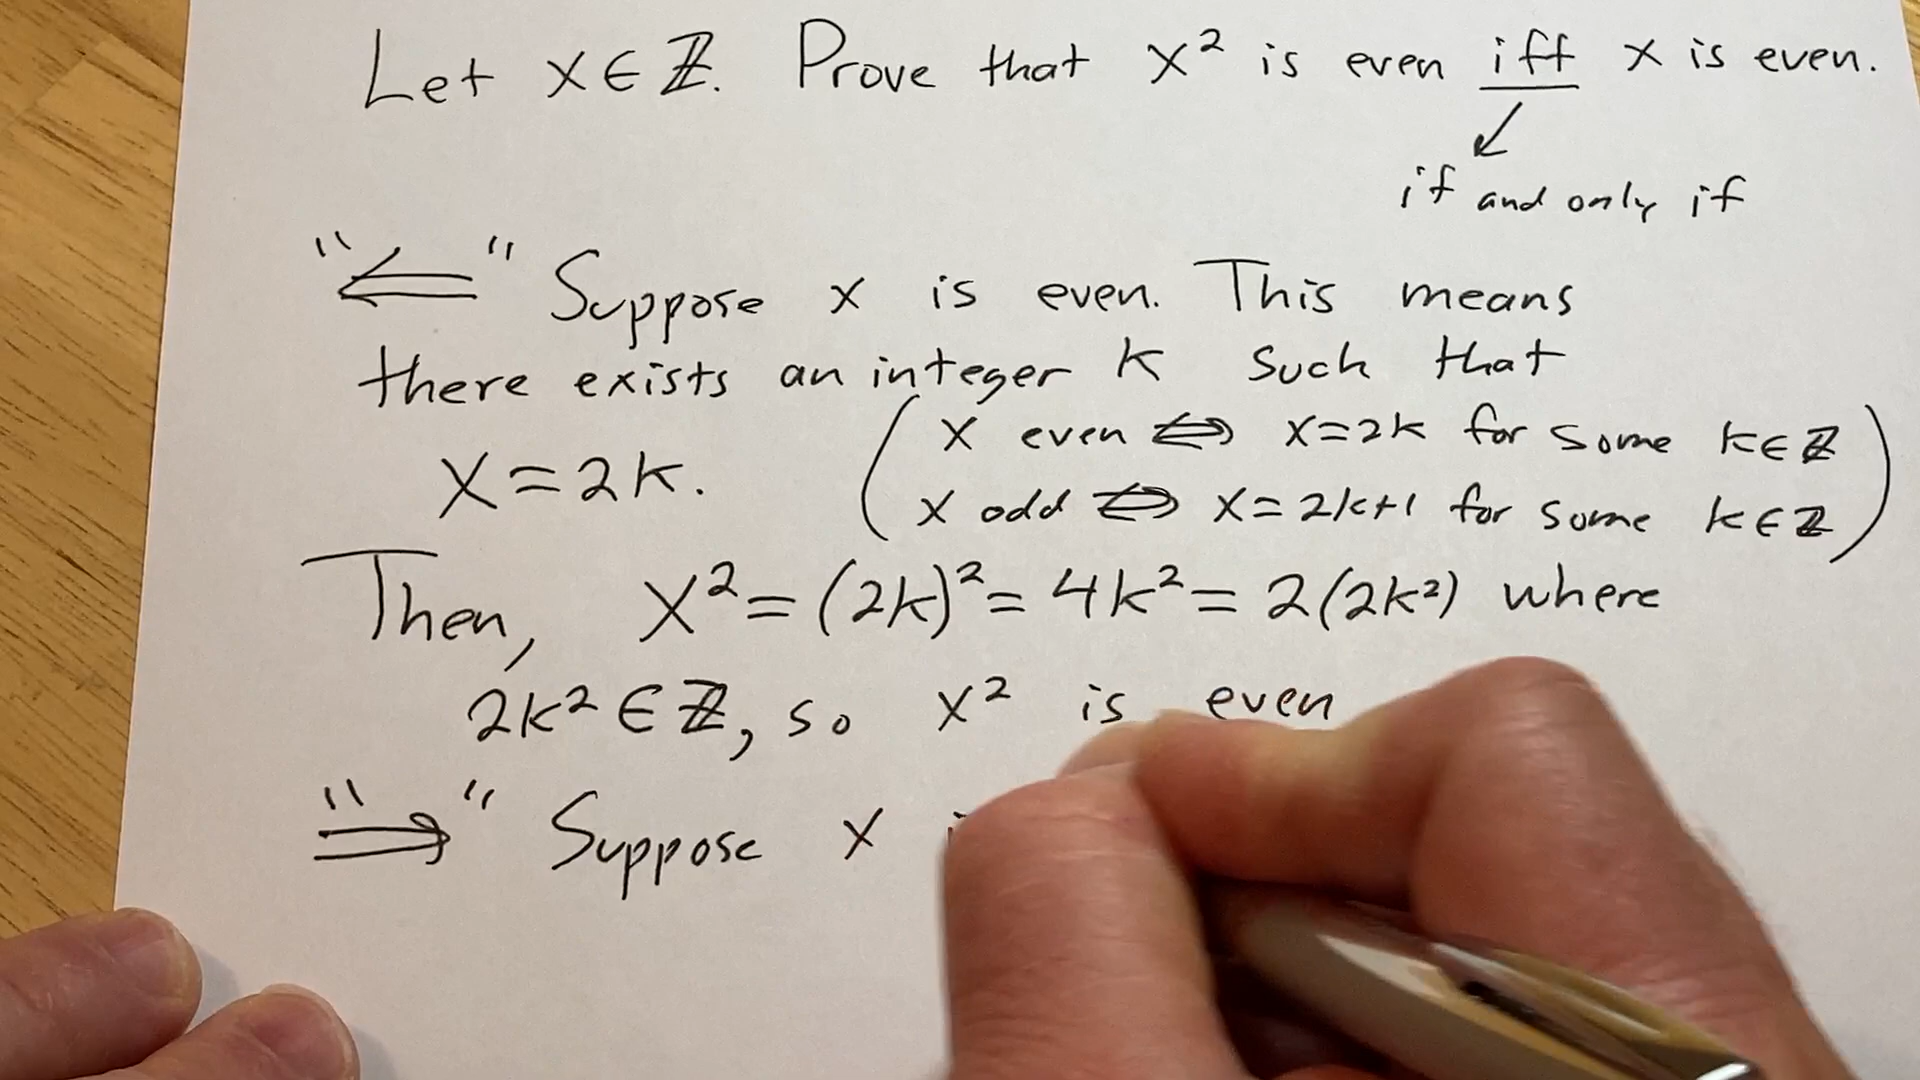 Let x∈ℤ. Prove that x² is even iff x is even.
↙
if and only if
"⟸" Suppose x is even. This means
there exists an integer k such that
x=2k.
(x even ⟺ x=2k for some k∈ℤ
x odd ⟺ x=2k+1 for some k∈ℤ)
Then, x²=(2k)²=4k²=2(2k²) where
2k²∈ℤ, so x² is even
"⟹" Suppose x